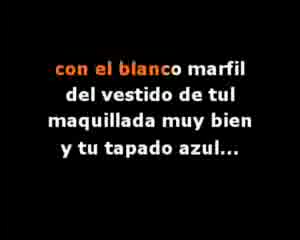 con el blanco marfil
del vestido de tul
maquillada muy bien
y tu tapado azul...